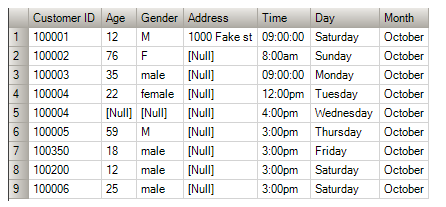 Customer ID Age Gender Address Time Day Month
1 100001 12 M 1000 Fake st 09:00:00 Saturday October
2 100002 76 F [Null] 8:00am Sunday October
3 100003 35 male [Null] 09:00:00 Monday October
4 100004 22 female [Null] 12:00pm Tuesday October
5 100004 [Null] [Null] [Null] 4:00pm Wednesday October
6 100005 59 M [Null] 3:00pm Thursday October
7 100350 18 male [Null] 3:00pm Friday October
8 100200 12 male [Null] 3:00pm Saturday October
9 100006 25 male [Null] 3:00pm Saturday October